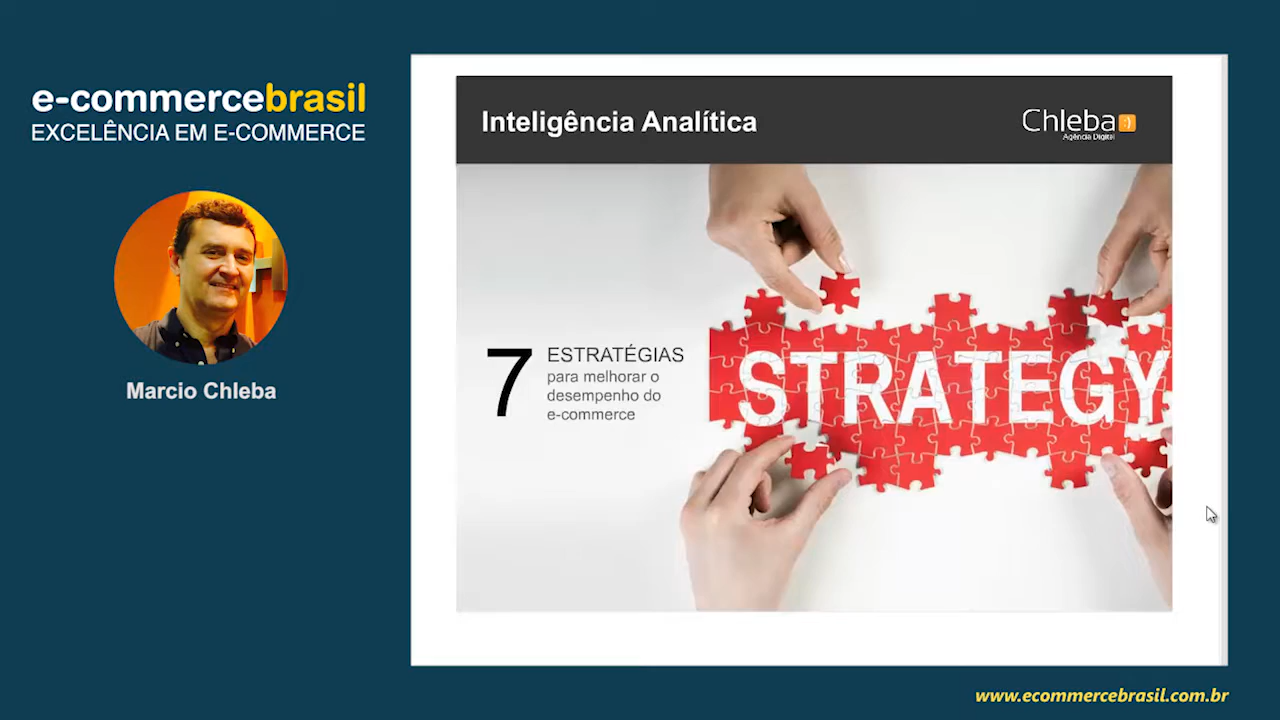 e-commercebrasil
EXCELÊNCIA EM E-COMMERCE
Marcio Chleba
Inteligência Analítica
Chleba :)
Agência Digital
7 ESTRATÉGIAS
para melhorar o
desempenho do
e-commerce
STRATEGY
www.ecommercebrasil.com.br